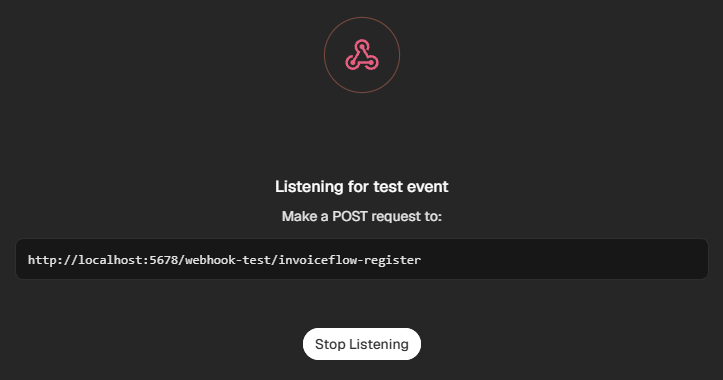 Listening for test event
Make a POST request to:
http://localhost:5678/webhook-test/invoiceflow-register
Stop Listening